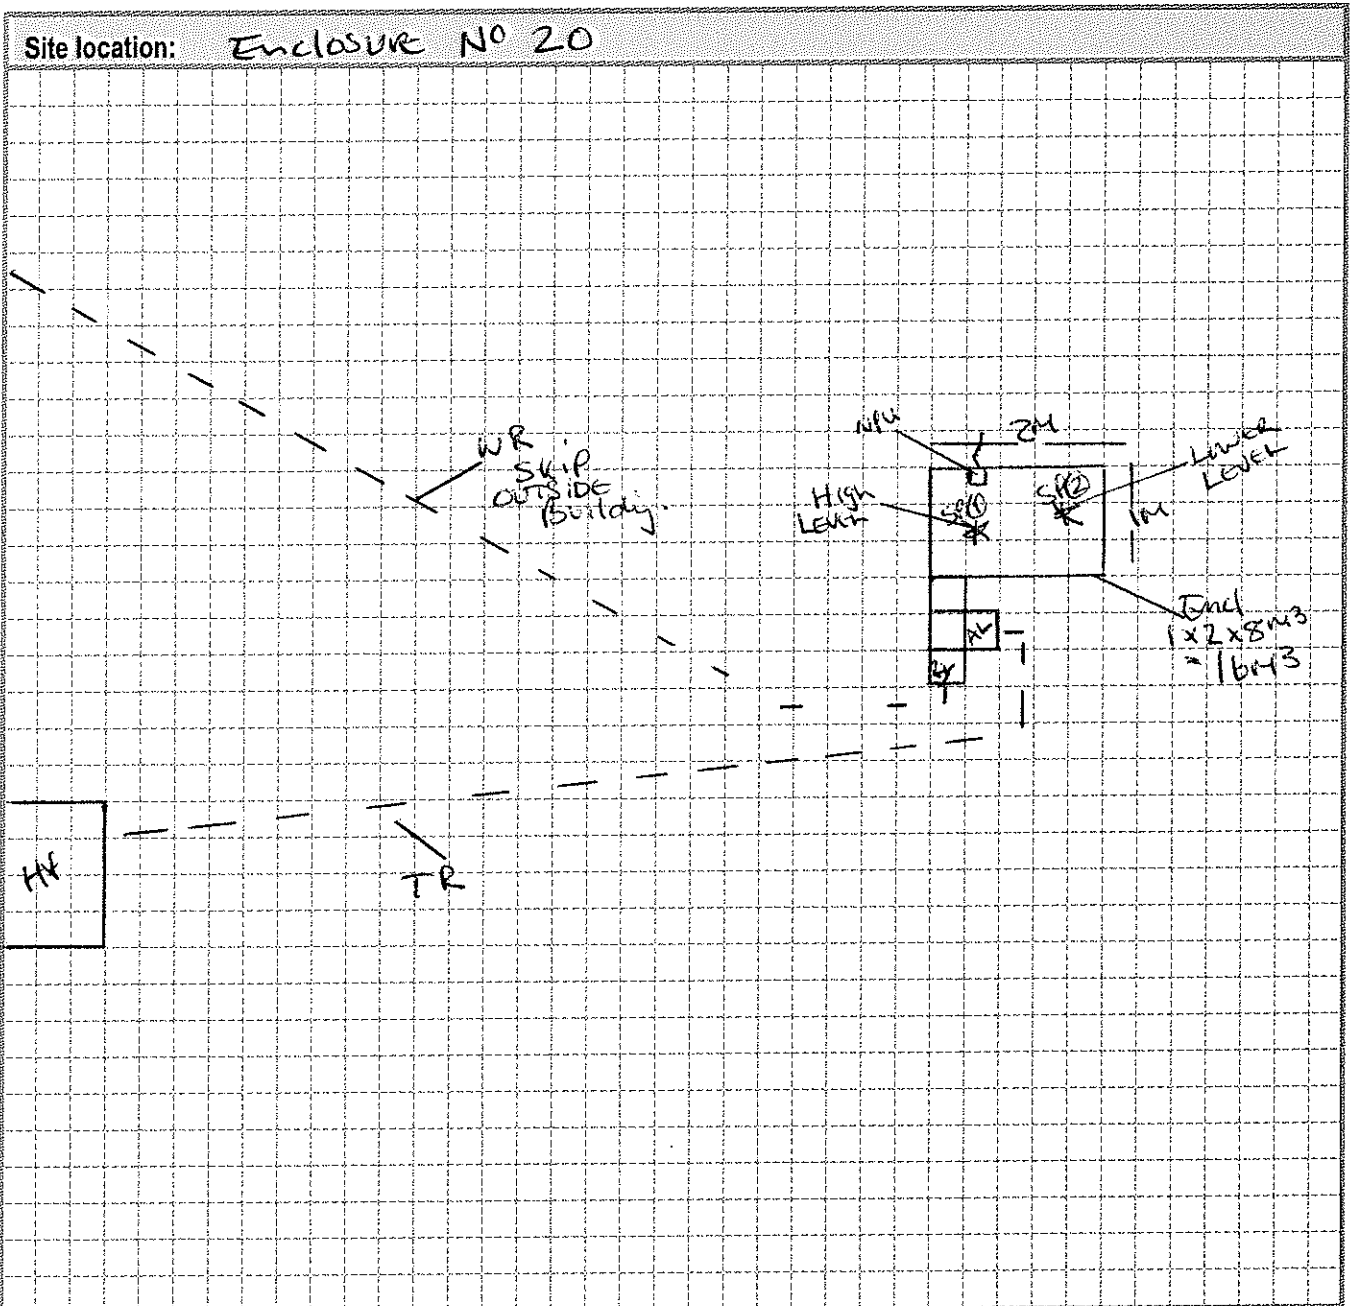 Site location: Enclosure Nº 20
NPU
2M
LOWER
LEVEL
WR
SKIP
OUTSIDE
Building.
High
LEVEL
SP①
SP②
1M
Encl
1x2x8m3
= 16m3
AL
BL
HV
TR